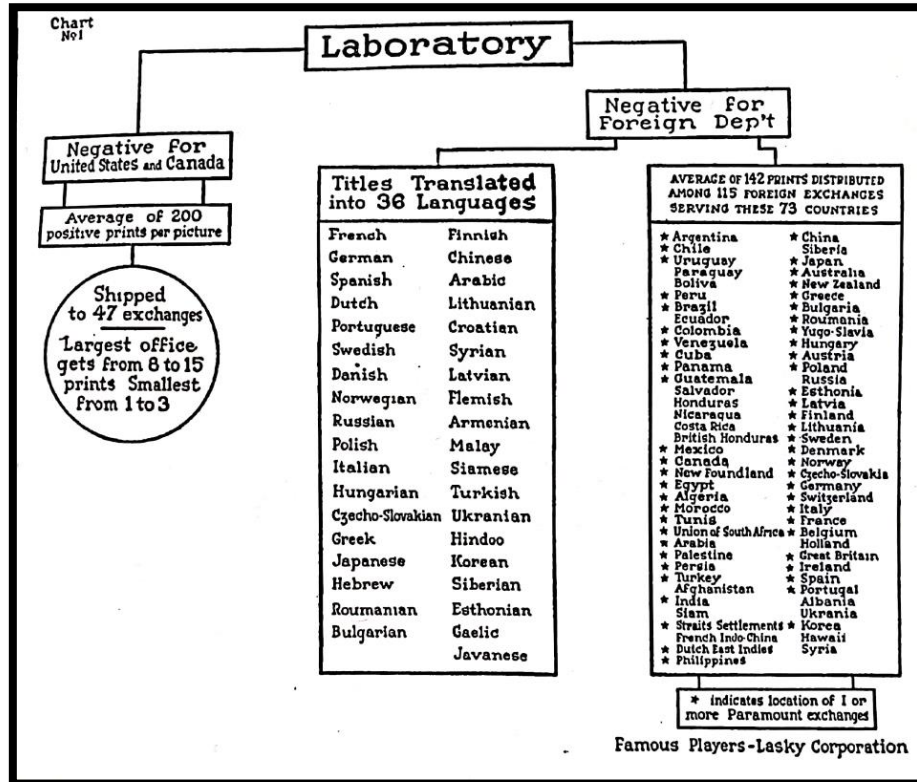 Chart
No1
Laboratory
Negative for
United States and Canada
Average of 200
positive prints per picture
Shipped
to 47 exchanges
Largest office
gets from 8 to 15
prints Smallest
from 1 to 3
Negative for
Foreign Dep't
Titles Translated
into 36 Languages
French
German
Spanish
Dutch
Portuguese
Swedish
Danish
Norwegian
Russian
Polish
Italian
Hungarian
Czecho-Slovakian
Greek
Japanese
Hebrew
Roumanian
Bulgarian
Finnish
Chinese
Arabic
Lithuanian
Croatian
Syrian
Latvian
Flemish
Armenian
Malay
Siamese
Turkish
Ukranian
Hindoo
Korean
Siberian
Esthonian
Gaelic
Javanese
AVERAGE OF 142 PRINTS DISTRIBUTED
AMONG 115 FOREIGN EXCHANGES
SERVING THESE 73 COUNTRIES
* Argentina
* Chile
* Uruguay
Paraguay
Boliva
* Peru
* Brazil
Ecuador
* Colombia
* Venezuela
* Cuba
* Panama
* Guatemala
Salvador
Honduras
Nicaragua
Costa Rica
British Honduras
* Mexico
* Canada
* New Foundland
* Egypt
* Algeria
* Morocco
* Tunis
* Union of South Africa
* Arabia
* Palestine
* Persia
* Turkey
Afghanistan
* India
Siam
* Straits Settlements
French Indo-China
* Dutch East Indies
* Philippines
* China
Siberia
* Japan
* Australia
* New Zealand
* Greece
* Bulgaria
* Roumania
* Yugo-Slavia
* Hungary
* Austria
* Poland
Russia
* Esthonia
* Latvia
* Finland
* Lithuania
* Sweden
* Denmark
* Norway
* Czecho-Slovakia
* Germany
* Switzerland
* Italy
* France
* Belgium
Holland
* Great Britain
* Ireland
* Spain
* Portugal
Albania
Ukrania
* Korea
Hawaii
Syria
* indicates location of 1 or
more Paramount exchanges
Famous Players-Lasky Corporation